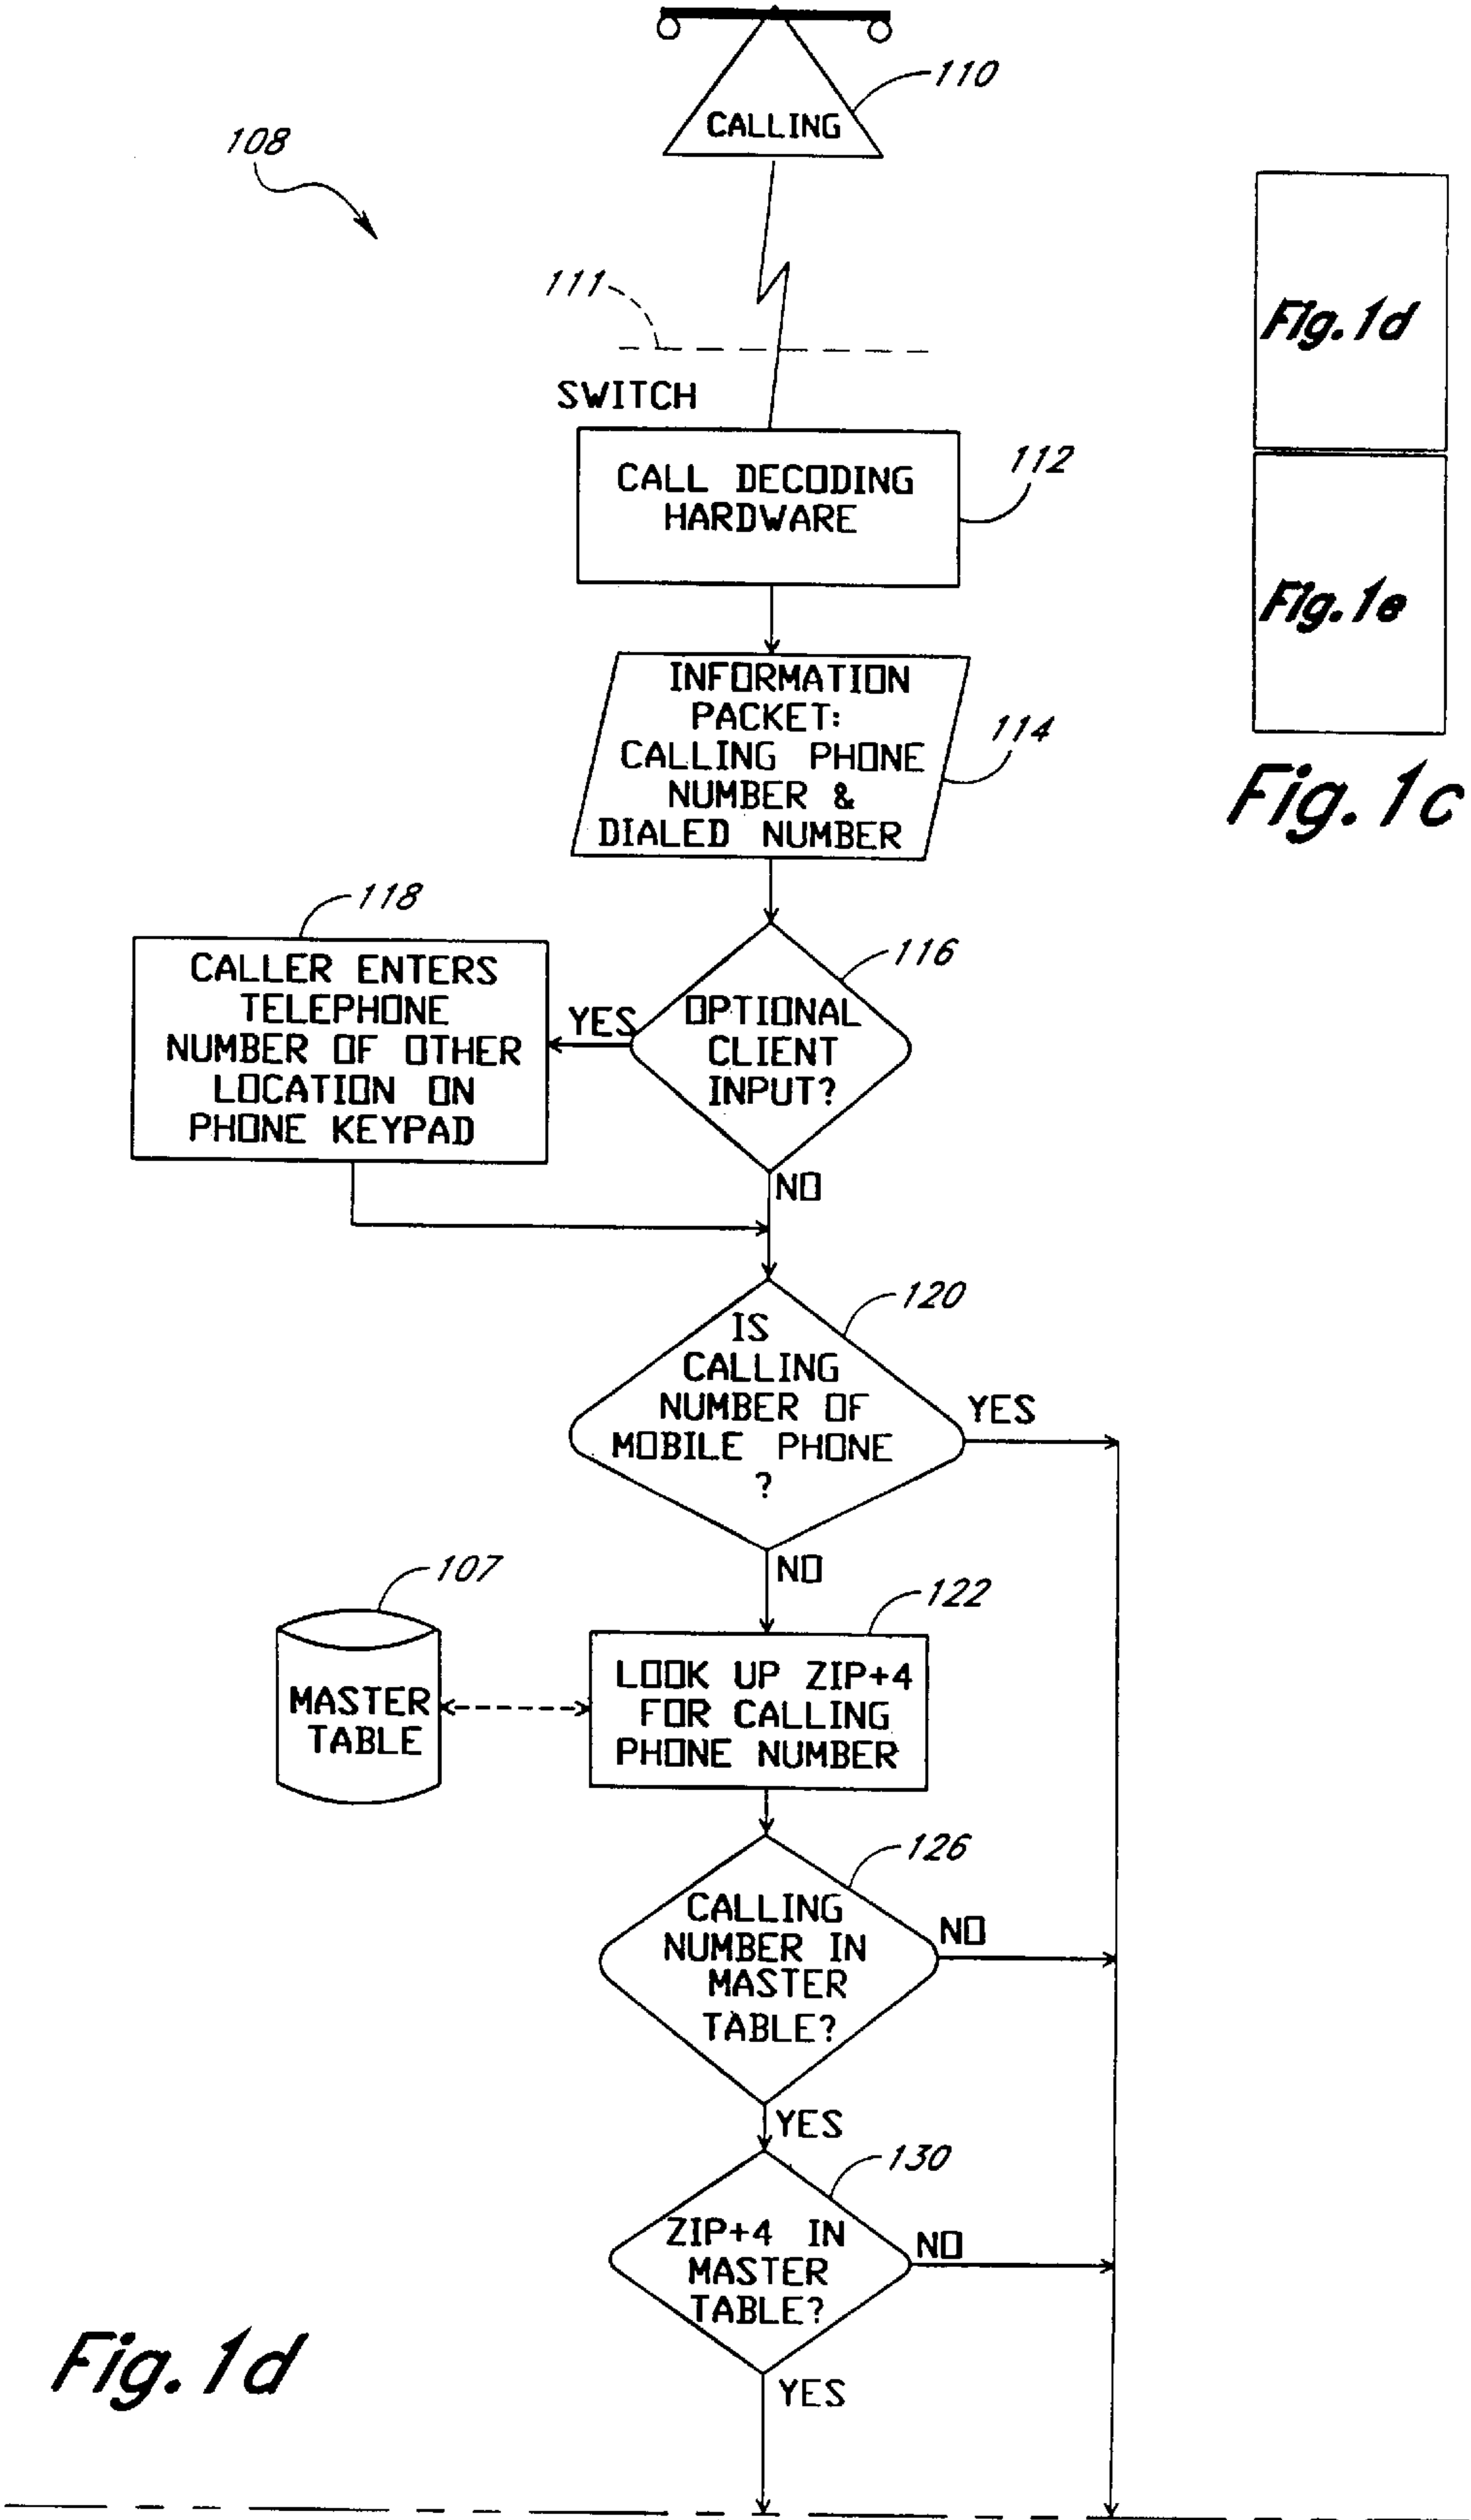 110
CALLING
108
111
SWITCH
CALL DECODING
HARDWARE
112
Fig. 1d
Fig. 1e
Fig. 1c
INFORMATION
PACKET:
CALLING PHONE
NUMBER &
DIALED NUMBER
114
118
CALLER ENTERS
TELEPHONE
NUMBER OF OTHER
LOCATION ON
PHONE KEYPAD
YES
116
OPTIONAL
CLIENT
INPUT?
NO
120
IS
CALLING
NUMBER OF
MOBILE PHONE
?
YES
NO
107
MASTER
TABLE
122
LOOK UP ZIP+4
FOR CALLING
PHONE NUMBER
126
CALLING
NUMBER IN
MASTER
TABLE?
NO
YES
130
ZIP+4 IN
MASTER
TABLE?
NO
YES
Fig. 1d